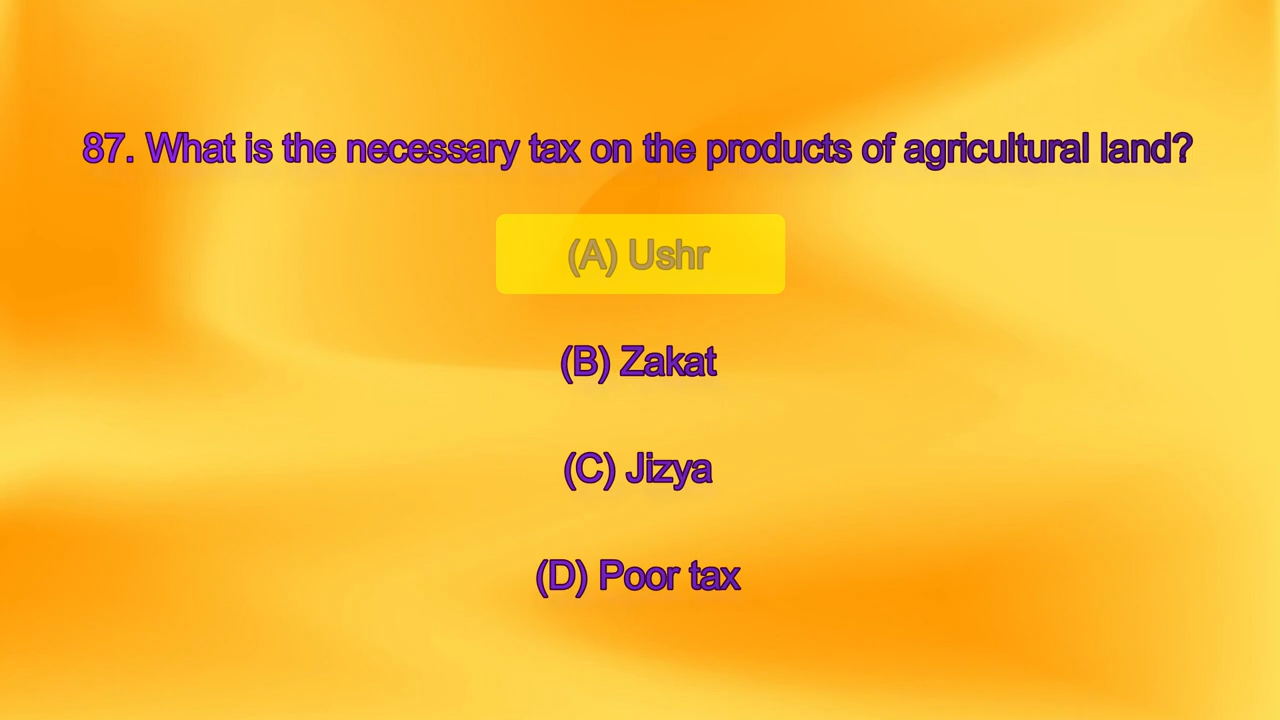 87. What is the necessary tax on the products of agricultural land?
(A) Ushr
(B) Zakat
(C) Jizya
(D) Poor tax